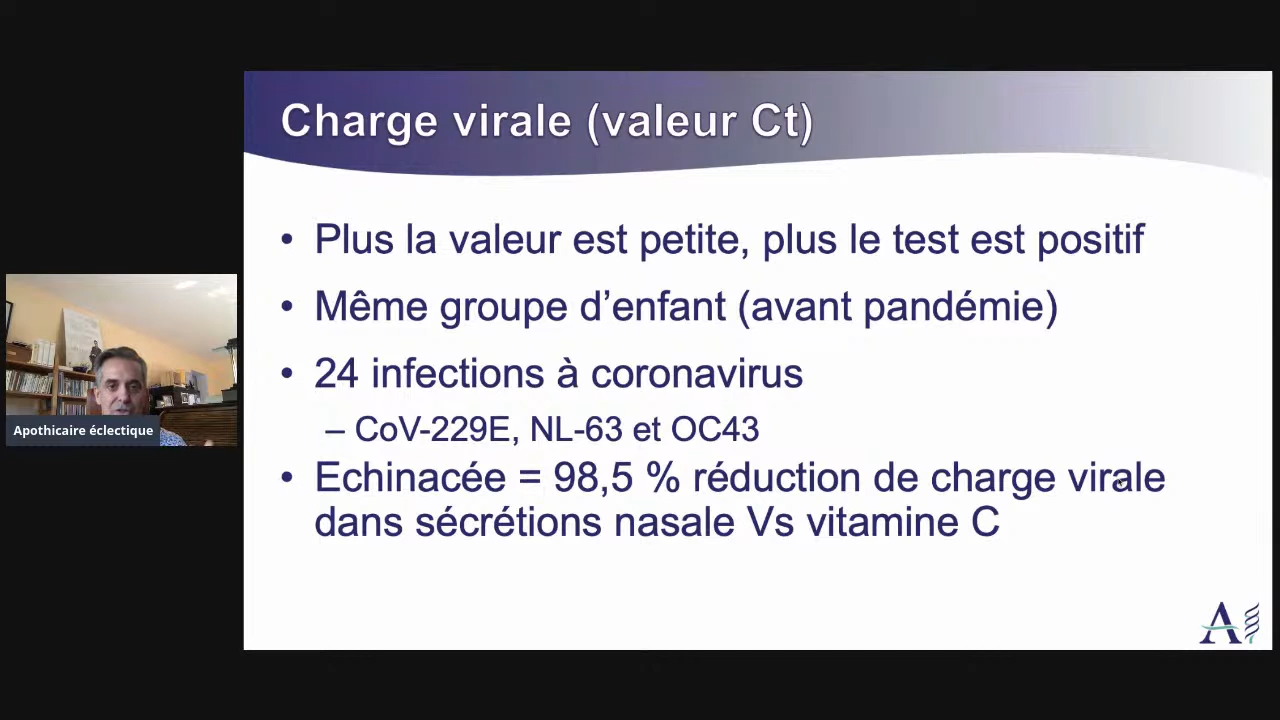 Charge virale (valeur Ct)
• Plus la valeur est petite, plus le test est positif
• Même groupe d’enfant (avant pandémie)
• 24 infections à coronavirus
– CoV-229E, NL-63 et OC43
• Echinacée = 98,5 % réduction de charge virale
dans sécrétions nasale Vs vitamine C
Apothicaire éclectique
A